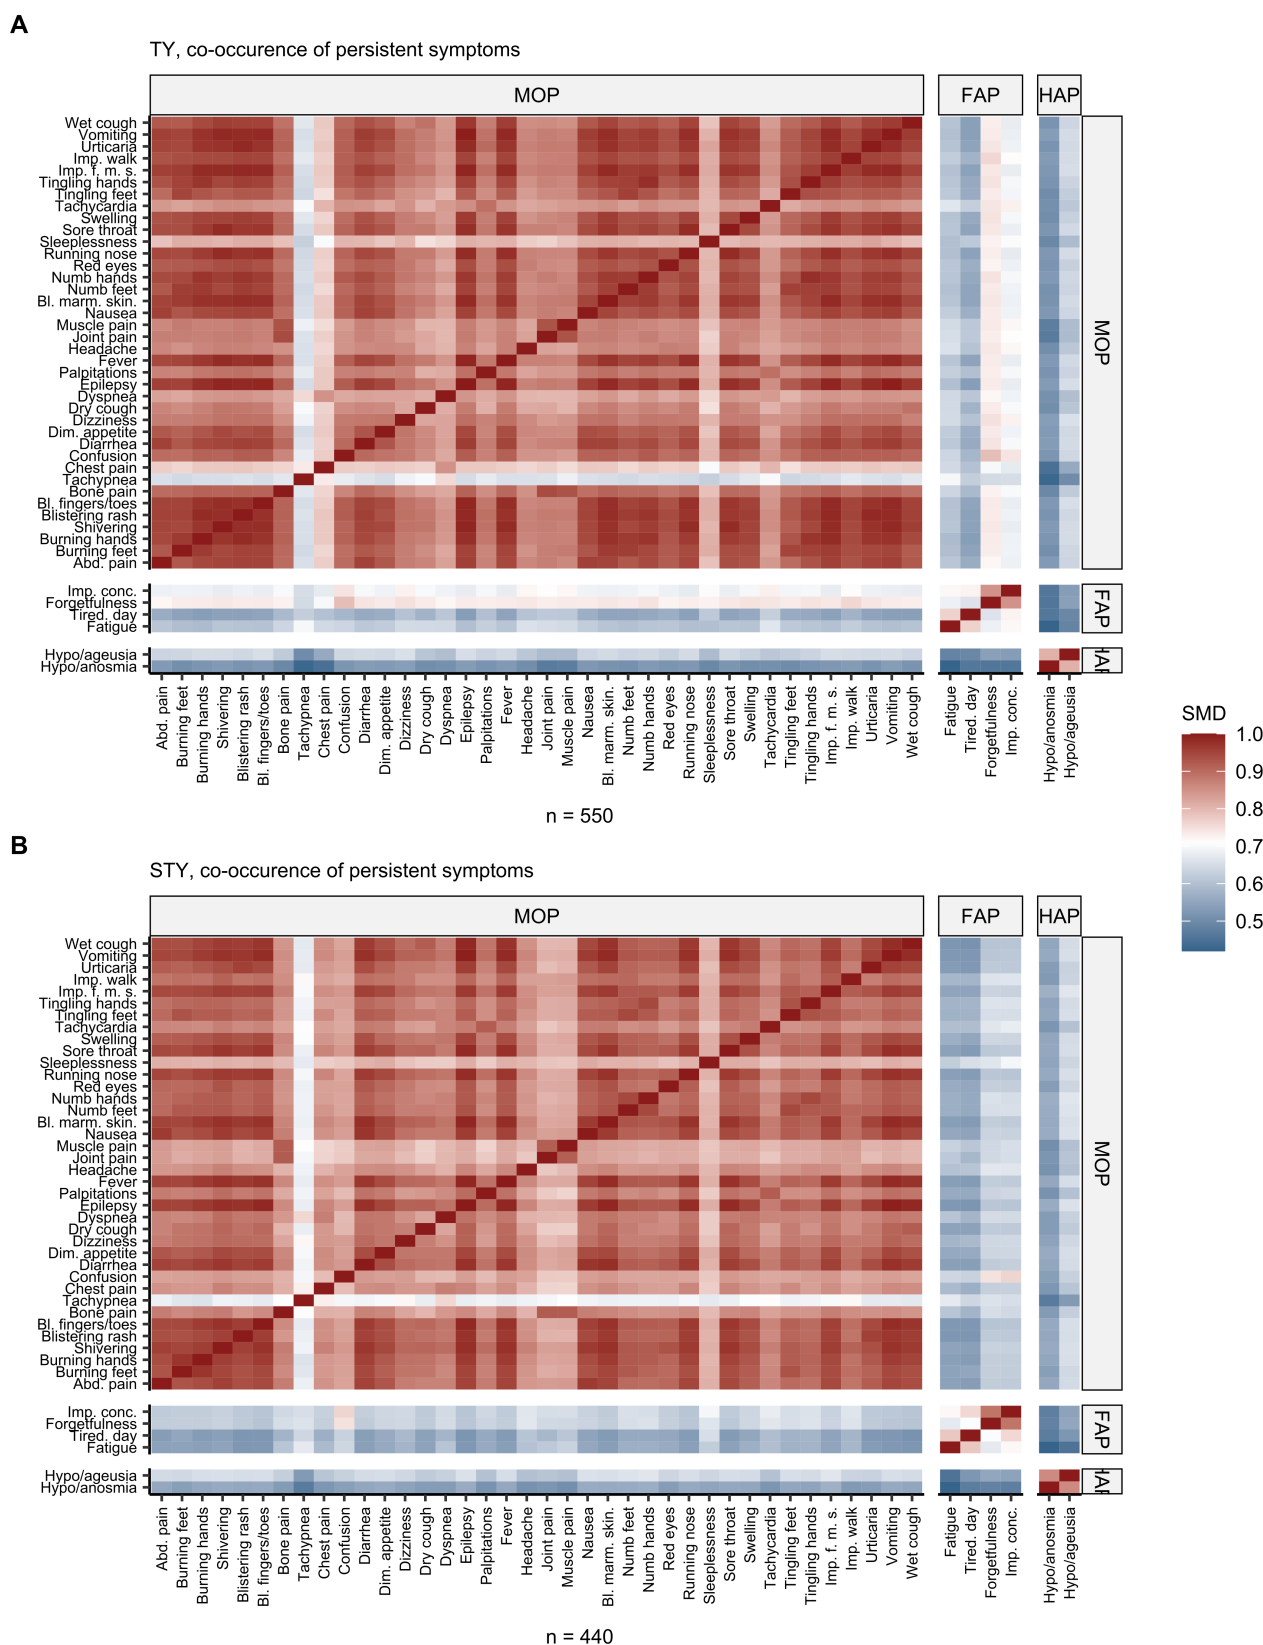 A
TY, co-occurence of persistent symptoms
MOP
FAP
HAP
Wet cough
Vomiting
Urticaria
Imp. walk
Imp. f. m. s.
Tingling hands
Tingling feet
Tachycardia
Swelling
Sore throat
Sleeplessness
Running nose
Red eyes
Numb hands
Numb feet
Bl. marm. skin.
Nausea
Muscle pain
Joint pain
Headache
Fever
Palpitations
Epilepsy
Dyspnea
Dry cough
Dizziness
Dim. appetite
Diarrhea
Confusion
Chest pain
Tachypnea
Bone pain
Bl. fingers/toes
Blistering rash
Shivering
Burning hands
Burning feet
Abd. pain
MOP
Imp. conc.
Forgetfulness
Tired. day
Fatigue
FAP
Hypo/ageusia
Hypo/anosmia
HAP
Abd. pain
Burning feet
Burning hands
Shivering
Blistering rash
Bl. fingers/toes
Bone pain
Tachypnea
Chest pain
Confusion
Diarrhea
Dim. appetite
Dizziness
Dry cough
Dyspnea
Epilepsy
Palpitations
Fever
Headache
Joint pain
Muscle pain
Nausea
Bl. marm. skin.
Numb feet
Numb hands
Red eyes
Running nose
Sleeplessness
Sore throat
Swelling
Tachycardia
Tingling feet
Tingling hands
Imp. f. m. s.
Imp. walk
Urticaria
Vomiting
Wet cough
Fatigue
Tired. day
Forgetfulness
Imp. conc.
Hypo/anosmia
Hypo/ageusia
n = 550
SMD
1.0
0.9
0.8
0.7
0.6
0.5
B
STY, co-occurence of persistent symptoms
MOP
FAP
HAP
Wet cough
Vomiting
Urticaria
Imp. walk
Imp. f. m. s.
Tingling hands
Tingling feet
Tachycardia
Swelling
Sore throat
Sleeplessness
Running nose
Red eyes
Numb hands
Numb feet
Bl. marm. skin.
Nausea
Muscle pain
Joint pain
Headache
Fever
Palpitations
Epilepsy
Dyspnea
Dry cough
Dizziness
Dim. appetite
Diarrhea
Confusion
Chest pain
Tachypnea
Bone pain
Bl. fingers/toes
Blistering rash
Shivering
Burning hands
Burning feet
Abd. pain
MOP
Imp. conc.
Forgetfulness
Tired. day
Fatigue
FAP
Hypo/ageusia
Hypo/anosmia
HAP
Abd. pain
Burning feet
Burning hands
Shivering
Blistering rash
Bl. fingers/toes
Bone pain
Tachypnea
Chest pain
Confusion
Diarrhea
Dim. appetite
Dizziness
Dry cough
Dyspnea
Epilepsy
Palpitations
Fever
Headache
Joint pain
Muscle pain
Nausea
Bl. marm. skin.
Numb feet
Numb hands
Red eyes
Running nose
Sleeplessness
Sore throat
Swelling
Tachycardia
Tingling feet
Tingling hands
Imp. f. m. s.
Imp. walk
Urticaria
Vomiting
Wet cough
Fatigue
Tired. day
Forgetfulness
Imp. conc.
Hypo/anosmia
Hypo/ageusia
n = 440